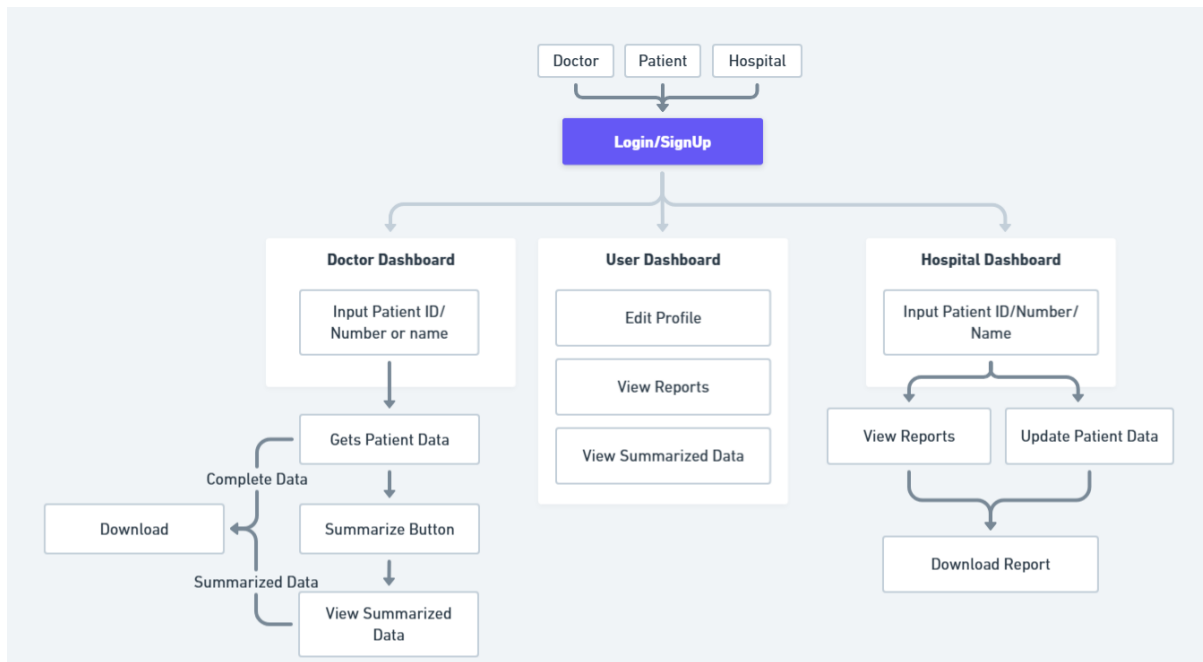 Doctor
Patient
Hospital
Login/SignUp
Doctor Dashboard
Input Patient ID/
Number or name
Gets Patient Data
Complete Data
Download
Summarize Button
Summarized Data
View Summarized
Data
User Dashboard
Edit Profile
View Reports
View Summarized Data
Hospital Dashboard
Input Patient ID/Number/
Name
View Reports
Update Patient Data
Download Report